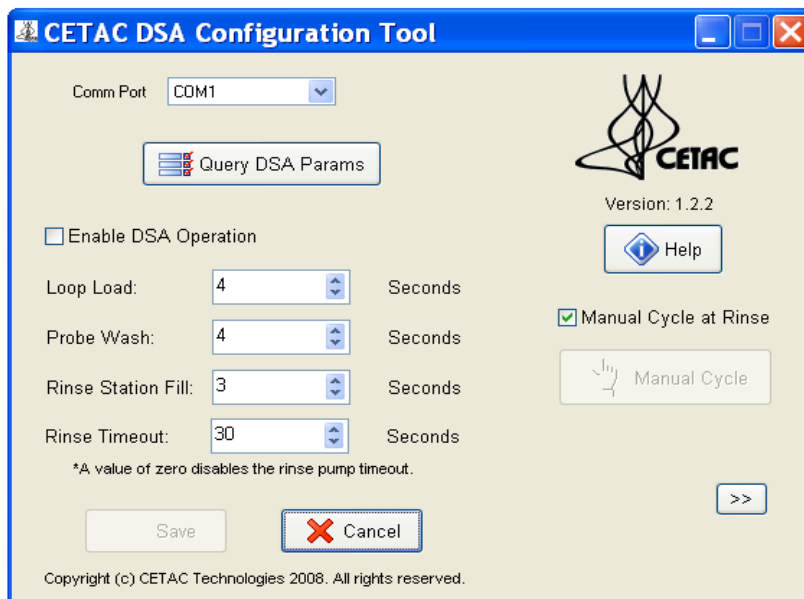 CETAC DSA Configuration Tool
Comm Port COM1
Query DSA Params
CETAC
Version: 1.2.2
Help
Enable DSA Operation
Loop Load: 4 Seconds
Manual Cycle at Rinse
Probe Wash: 4 Seconds
Manual Cycle
Rinse Station Fill: 3 Seconds
Rinse Timeout: 30 Seconds
*A value of zero disables the rinse pump timeout.
>>
Save Cancel
Copyright (c) CETAC Technologies 2008. All rights reserved.